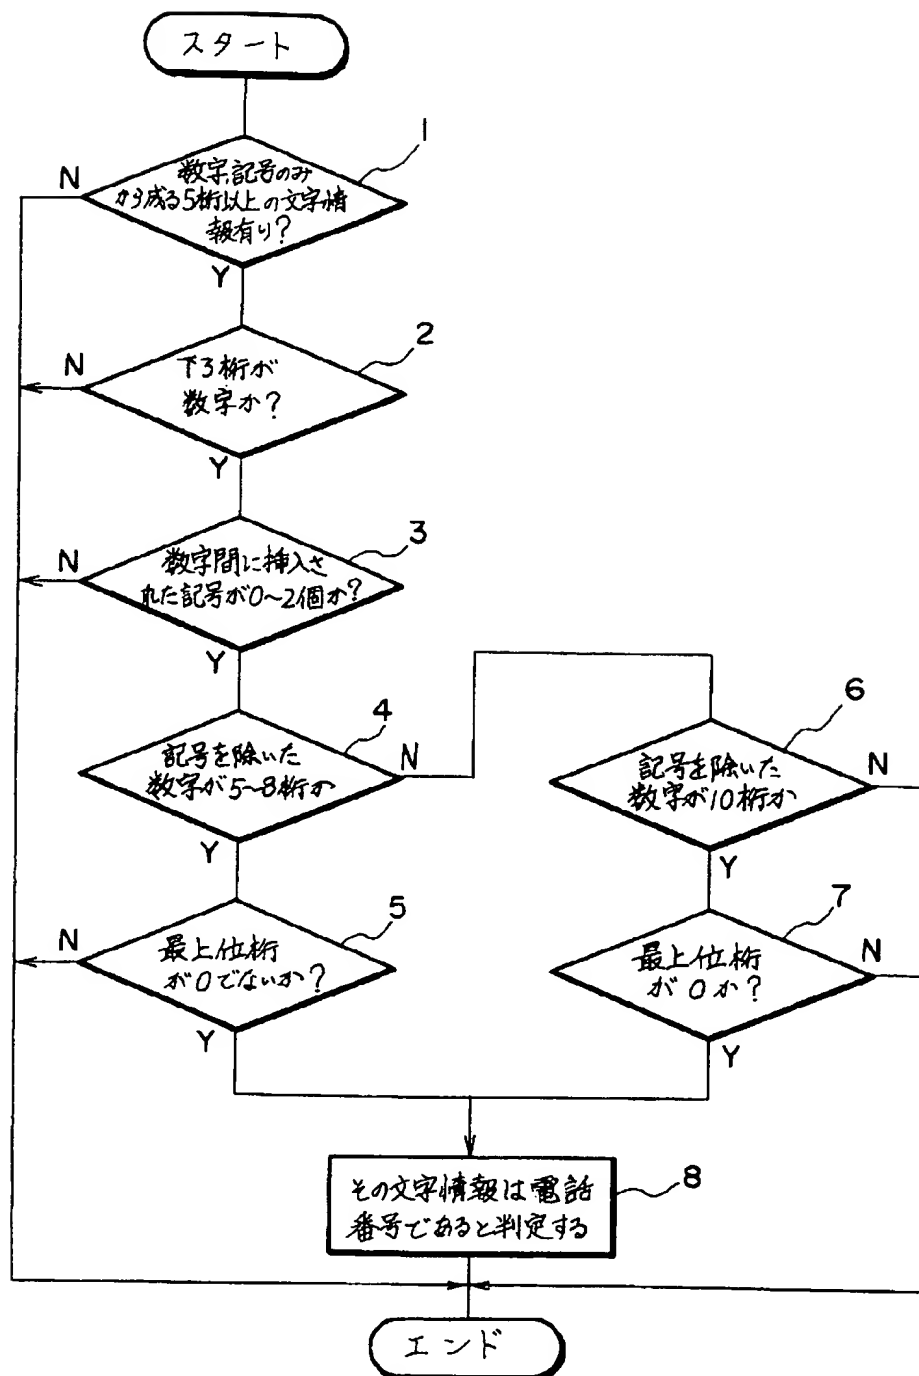 スタート
1
N
数字,記号のみ
から成る5桁以上の文字情
報有り?
Y
2
N
下3桁が
数字か?
Y
3
N
数字間に挿入さ
れた記号が0〜2個か?
Y
4
記号を除いた
数字が5〜8桁か
N
Y
6
記号を除いた
数字が10桁か
N
Y
5
N
最上位桁
が0でないか?
Y
7
最上位桁
が0か?
N
Y
8
その文字情報は電話
番号であると判定する
エンド